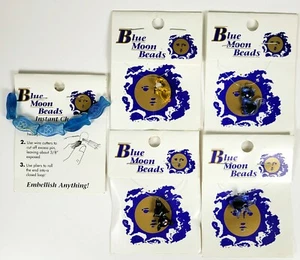 Blue
Moon
Beads
Instant
2. Use wire cutters to
cut off excess pin,
leaving about 3/8"
exposed.
3. Use pliers to roll
the end into a
closed loop.
Embellish Anything!
Blue
Moon
Beads
Blue
Moon
Beads
Blue
Moon
Beads
Blue
Moon
Beads